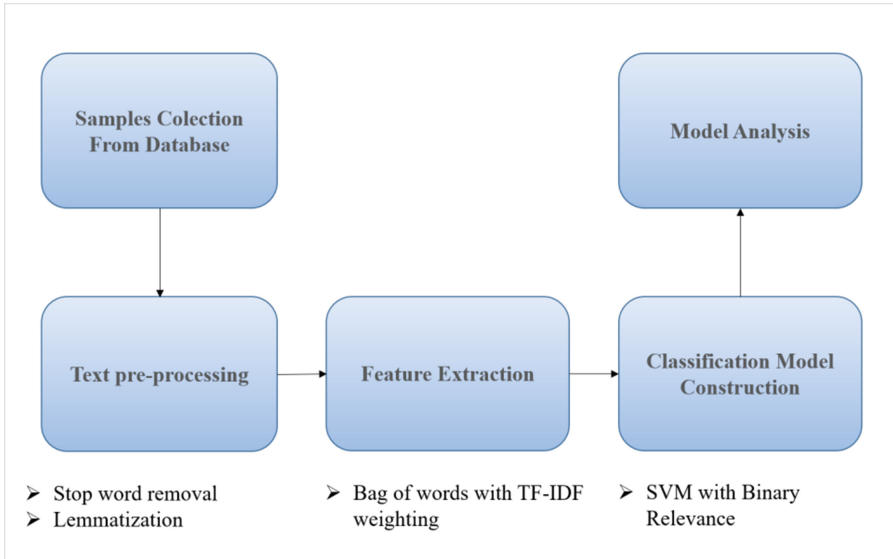 Samples Colection
From Database
Model Analysis
Text pre-processing
Feature Extraction
Classification Model
Construction
➢ Stop word removal
➢ Lemmatization
➢ Bag of words with TF-IDF
weighting
➢ SVM with Binary
Relevance